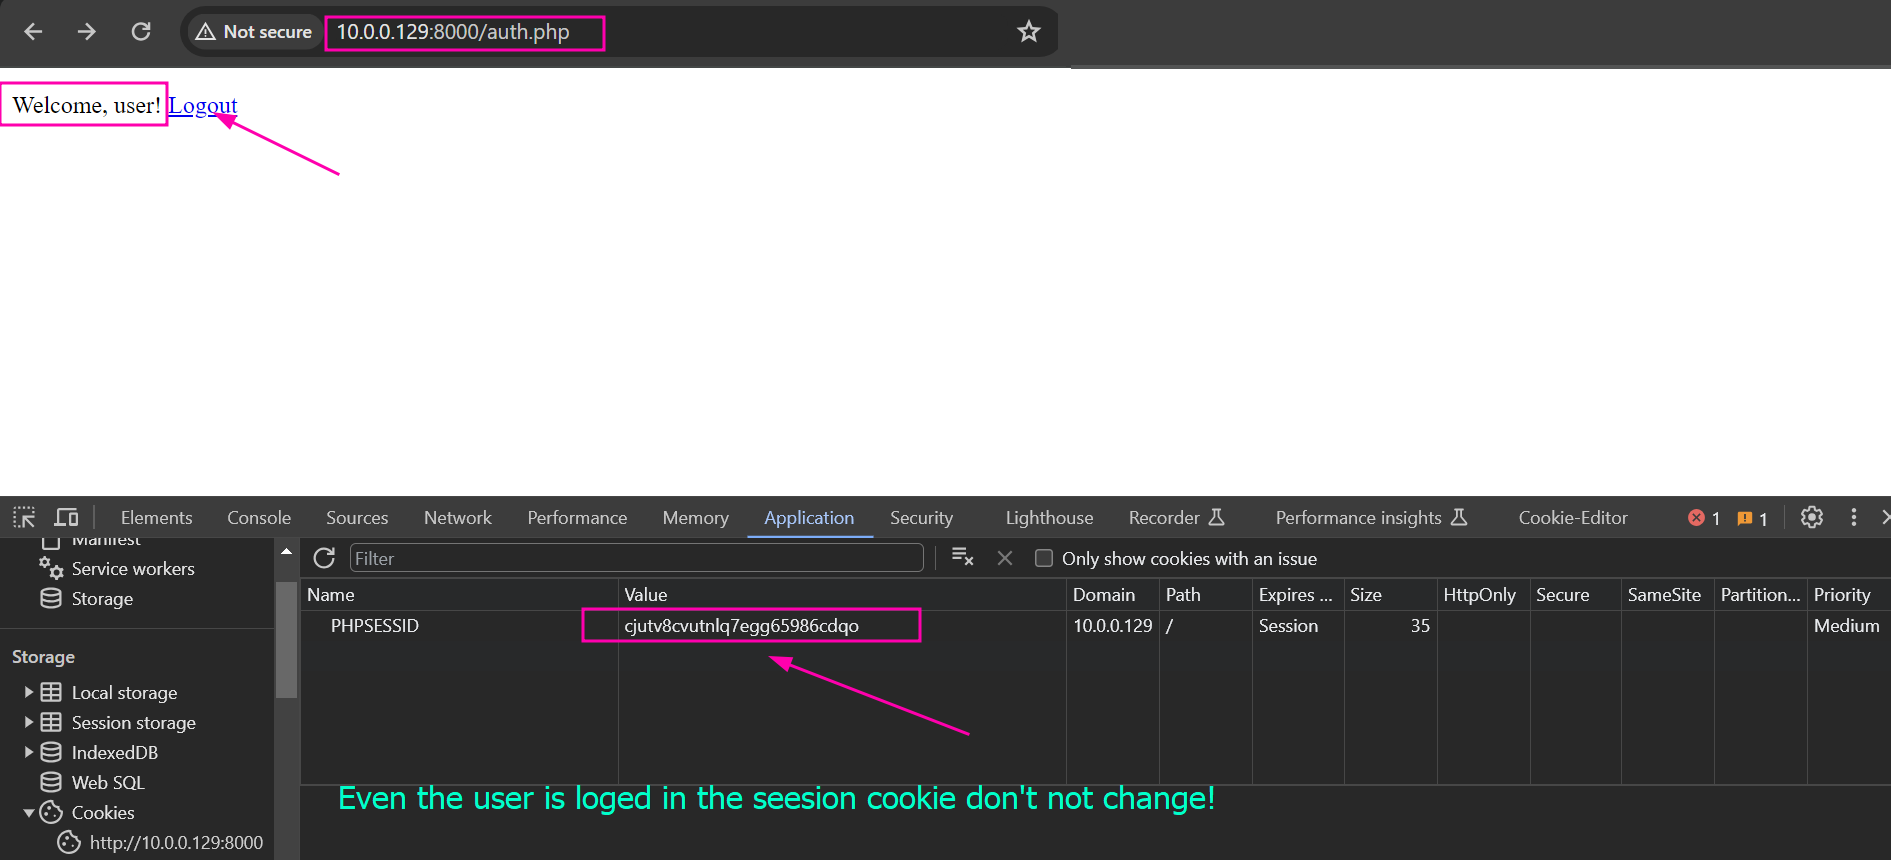 Not secure 10.0.0.129:8000/auth.php
Welcome, user! Logout
Elements Console Sources Network Performance Memory Application Security Lighthouse Recorder Performance insights Cookie-Editor 1 1
Manifest
Service workers
Storage
Storage
Local storage
Session storage
IndexedDB
Web SQL
Cookies
http://10.0.0.129:8000
Filter Only show cookies with an issue
Name Value Domain Path Expires ... Size HttpOnly Secure SameSite Partition... Priority
PHPSESSID cjutv8cvutnlq7egg65986cdqo 10.0.0.129 / Session 35 Medium
Even the user is loged in the seesion cookie don't not change!